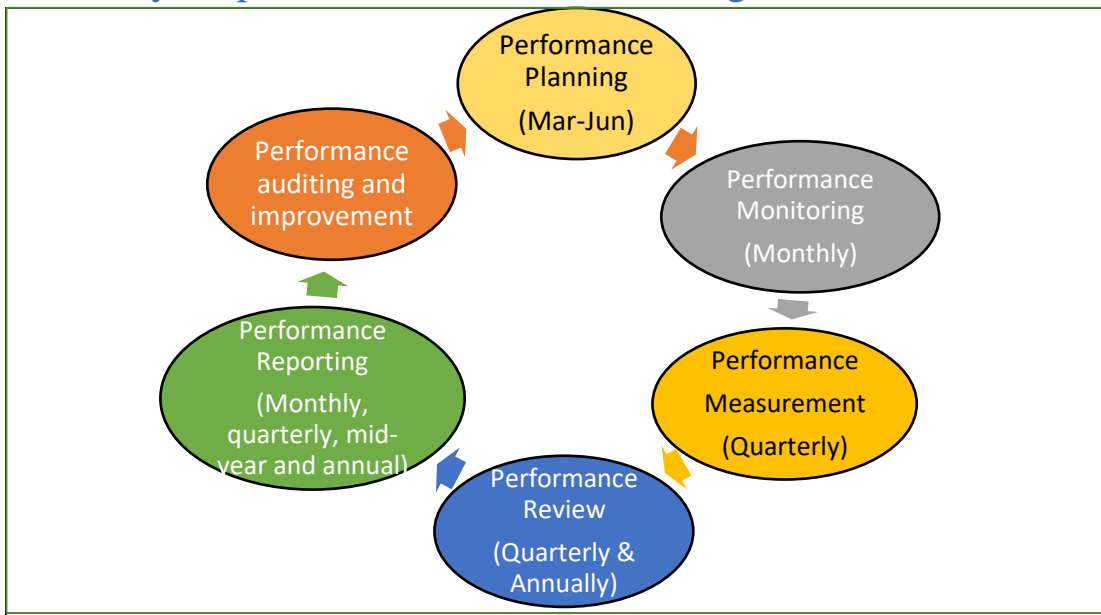 Performance
Planning
(Mar-Jun)
Performance
Monitoring
(Monthly)
Performance
Measurement
(Quarterly)
Performance
Review
(Quarterly &
Annually)
Performance
Reporting
(Monthly,
quarterly, mid-
year and annual)
Performance
auditing and
improvement